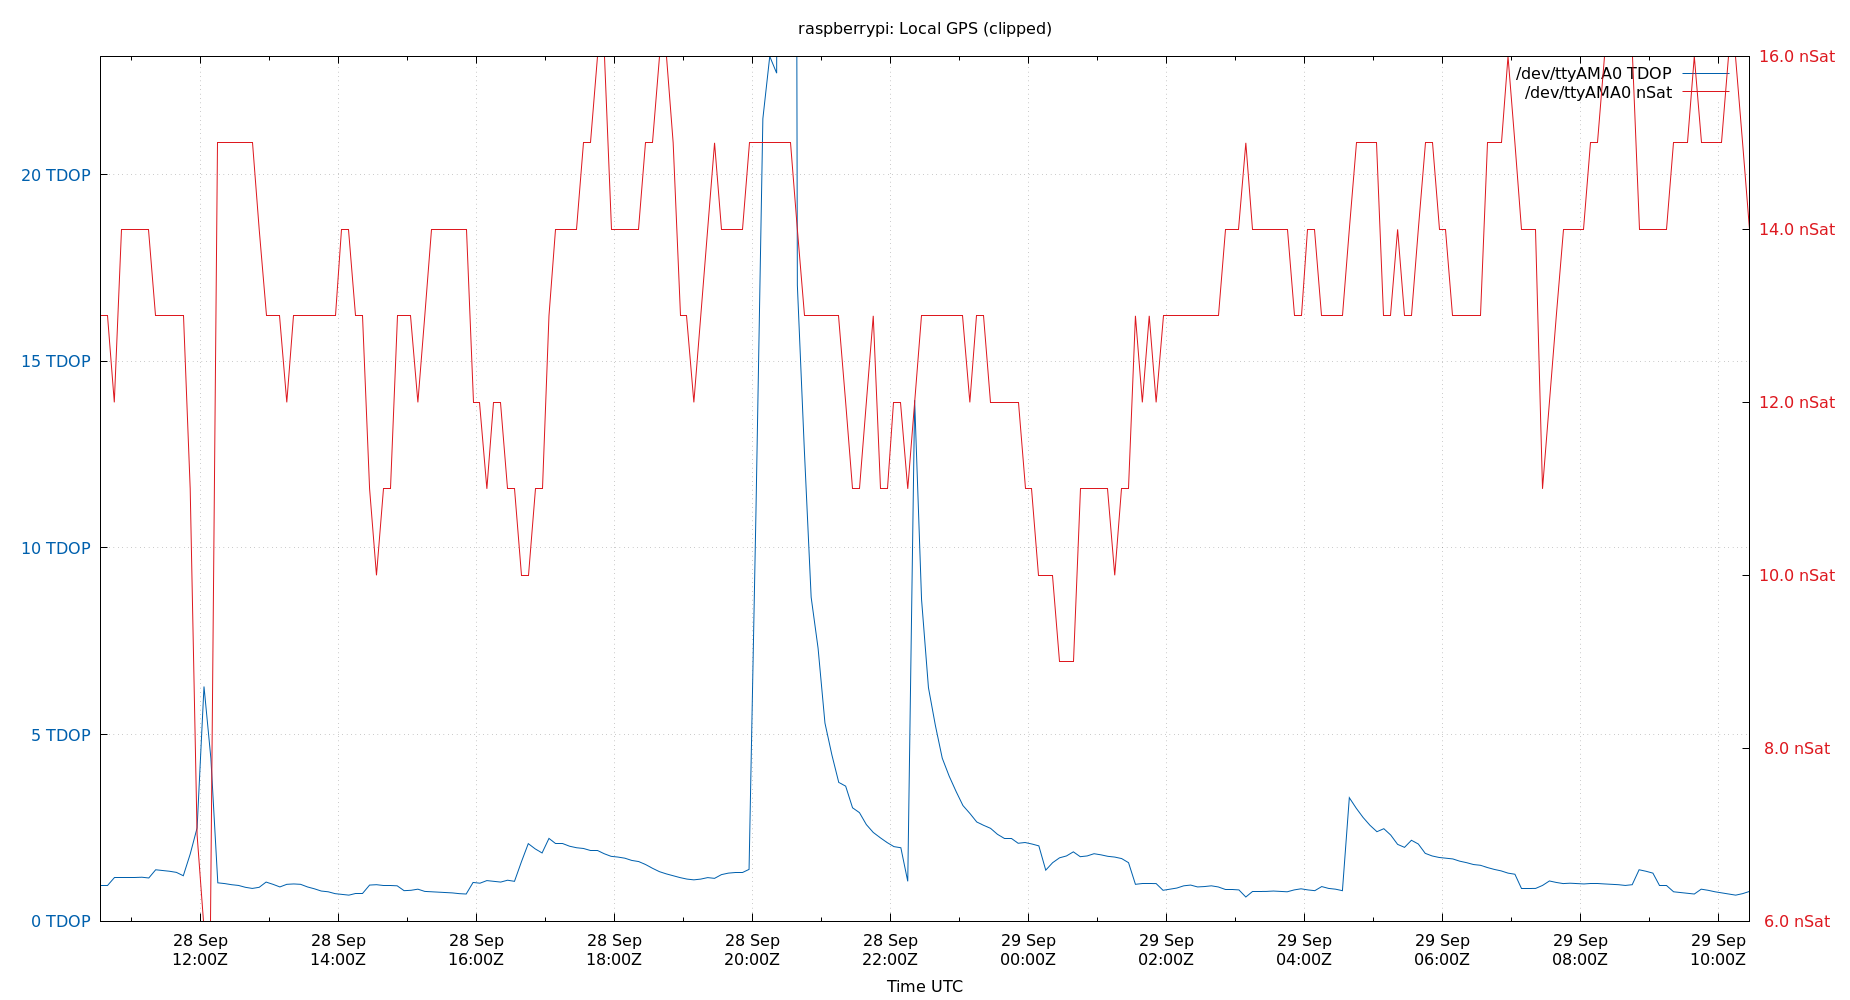 raspberrypi: Local GPS (clipped)
16.0 nSat
/dev/ttyAMA0 TDOP
/dev/ttyAMA0 nSat
20 TDOP
14.0 nSat
15 TDOP
12.0 nSat
10 TDOP
10.0 nSat
5 TDOP
8.0 nSat
0 TDOP
6.0 nSat
28 Sep 28 Sep 28 Sep 28 Sep 28 Sep 28 Sep 29 Sep 29 Sep 29 Sep 29 Sep 29 Sep 29 Sep
12:00Z 14:00Z 16:00Z 18:00Z 20:00Z 22:00Z 00:00Z 02:00Z 04:00Z 06:00Z 08:00Z 10:00Z
Time UTC